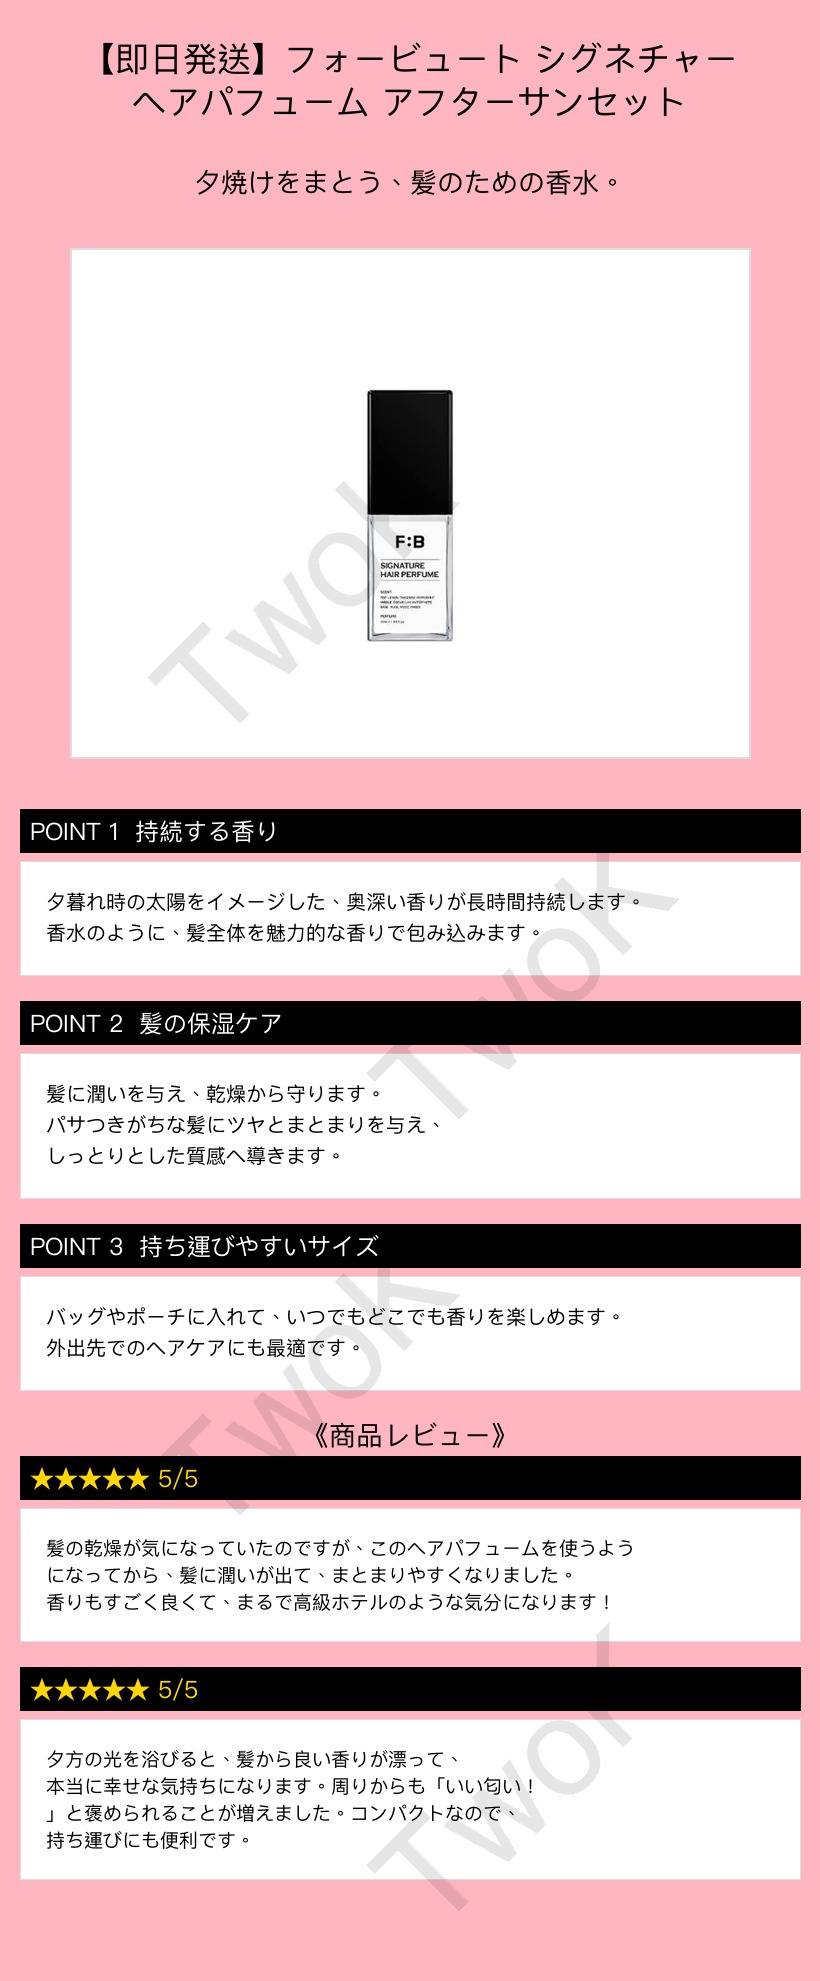 【即日発送】フォービュート シグネチャー
ヘアパフューム アフターサンセット
夕焼けをまとう、髪のための香水。
F:B
SIGNATURE
HAIR PERFUME
SCENT
PERFUME
TwoK
POINT 1 持続する香り
夕暮れ時の太陽をイメージした、奥深い香りが長時間持続します。
香水のように、髪全体を魅力的な香りで包み込みます。
TwoK
POINT 2 髪の保湿ケア
髪に潤いを与え、乾燥から守ります。
パサつきがちな髪にツヤとまとまりを与え、
しっとりとした質感へ導きます。
POINT 3 持ち運びやすいサイズ
バッグやポーチに入れて、いつでもどこでも香りを楽しめます。
外出先でのヘアケアにも最適です。
TwoK
《商品レビュー》
★★★★★ 5/5
髪の乾燥が気になっていたのですが、このヘアパフュームを使うよう
になってから、髪に潤いが出て、まとまりやすくなりました。
香りもすごく良くて、まるで高級ホテルのような気分になります！
★★★★★ 5/5
夕方の光を浴びると、髪から良い香りが漂って、
本当に幸せな気持ちになります。周りからも「いい匂い！
」と褒められることが増えました。コンパクトなので、
持ち運びにも便利です。
TwoK